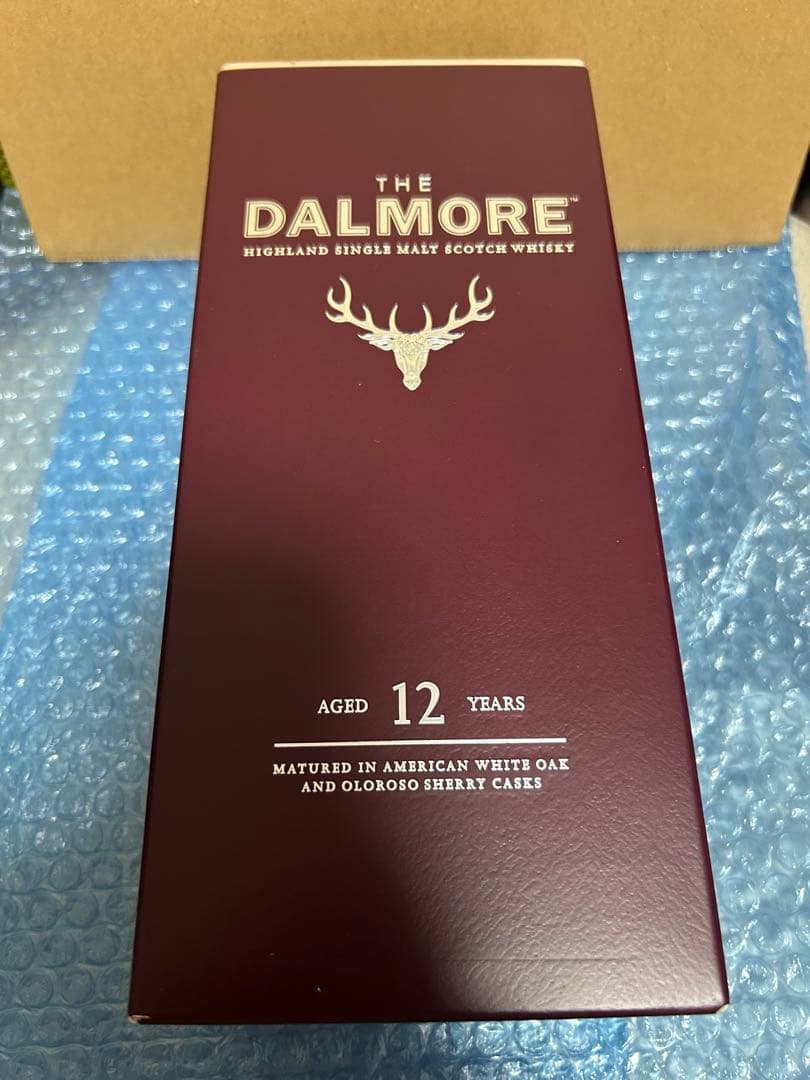 THE
DALMORE™
HIGHLAND SINGLE MALT SCOTCH WHISKY
AGED 12 YEARS
MATURED IN AMERICAN WHITE OAK
AND OLOROSO SHERRY CASKS